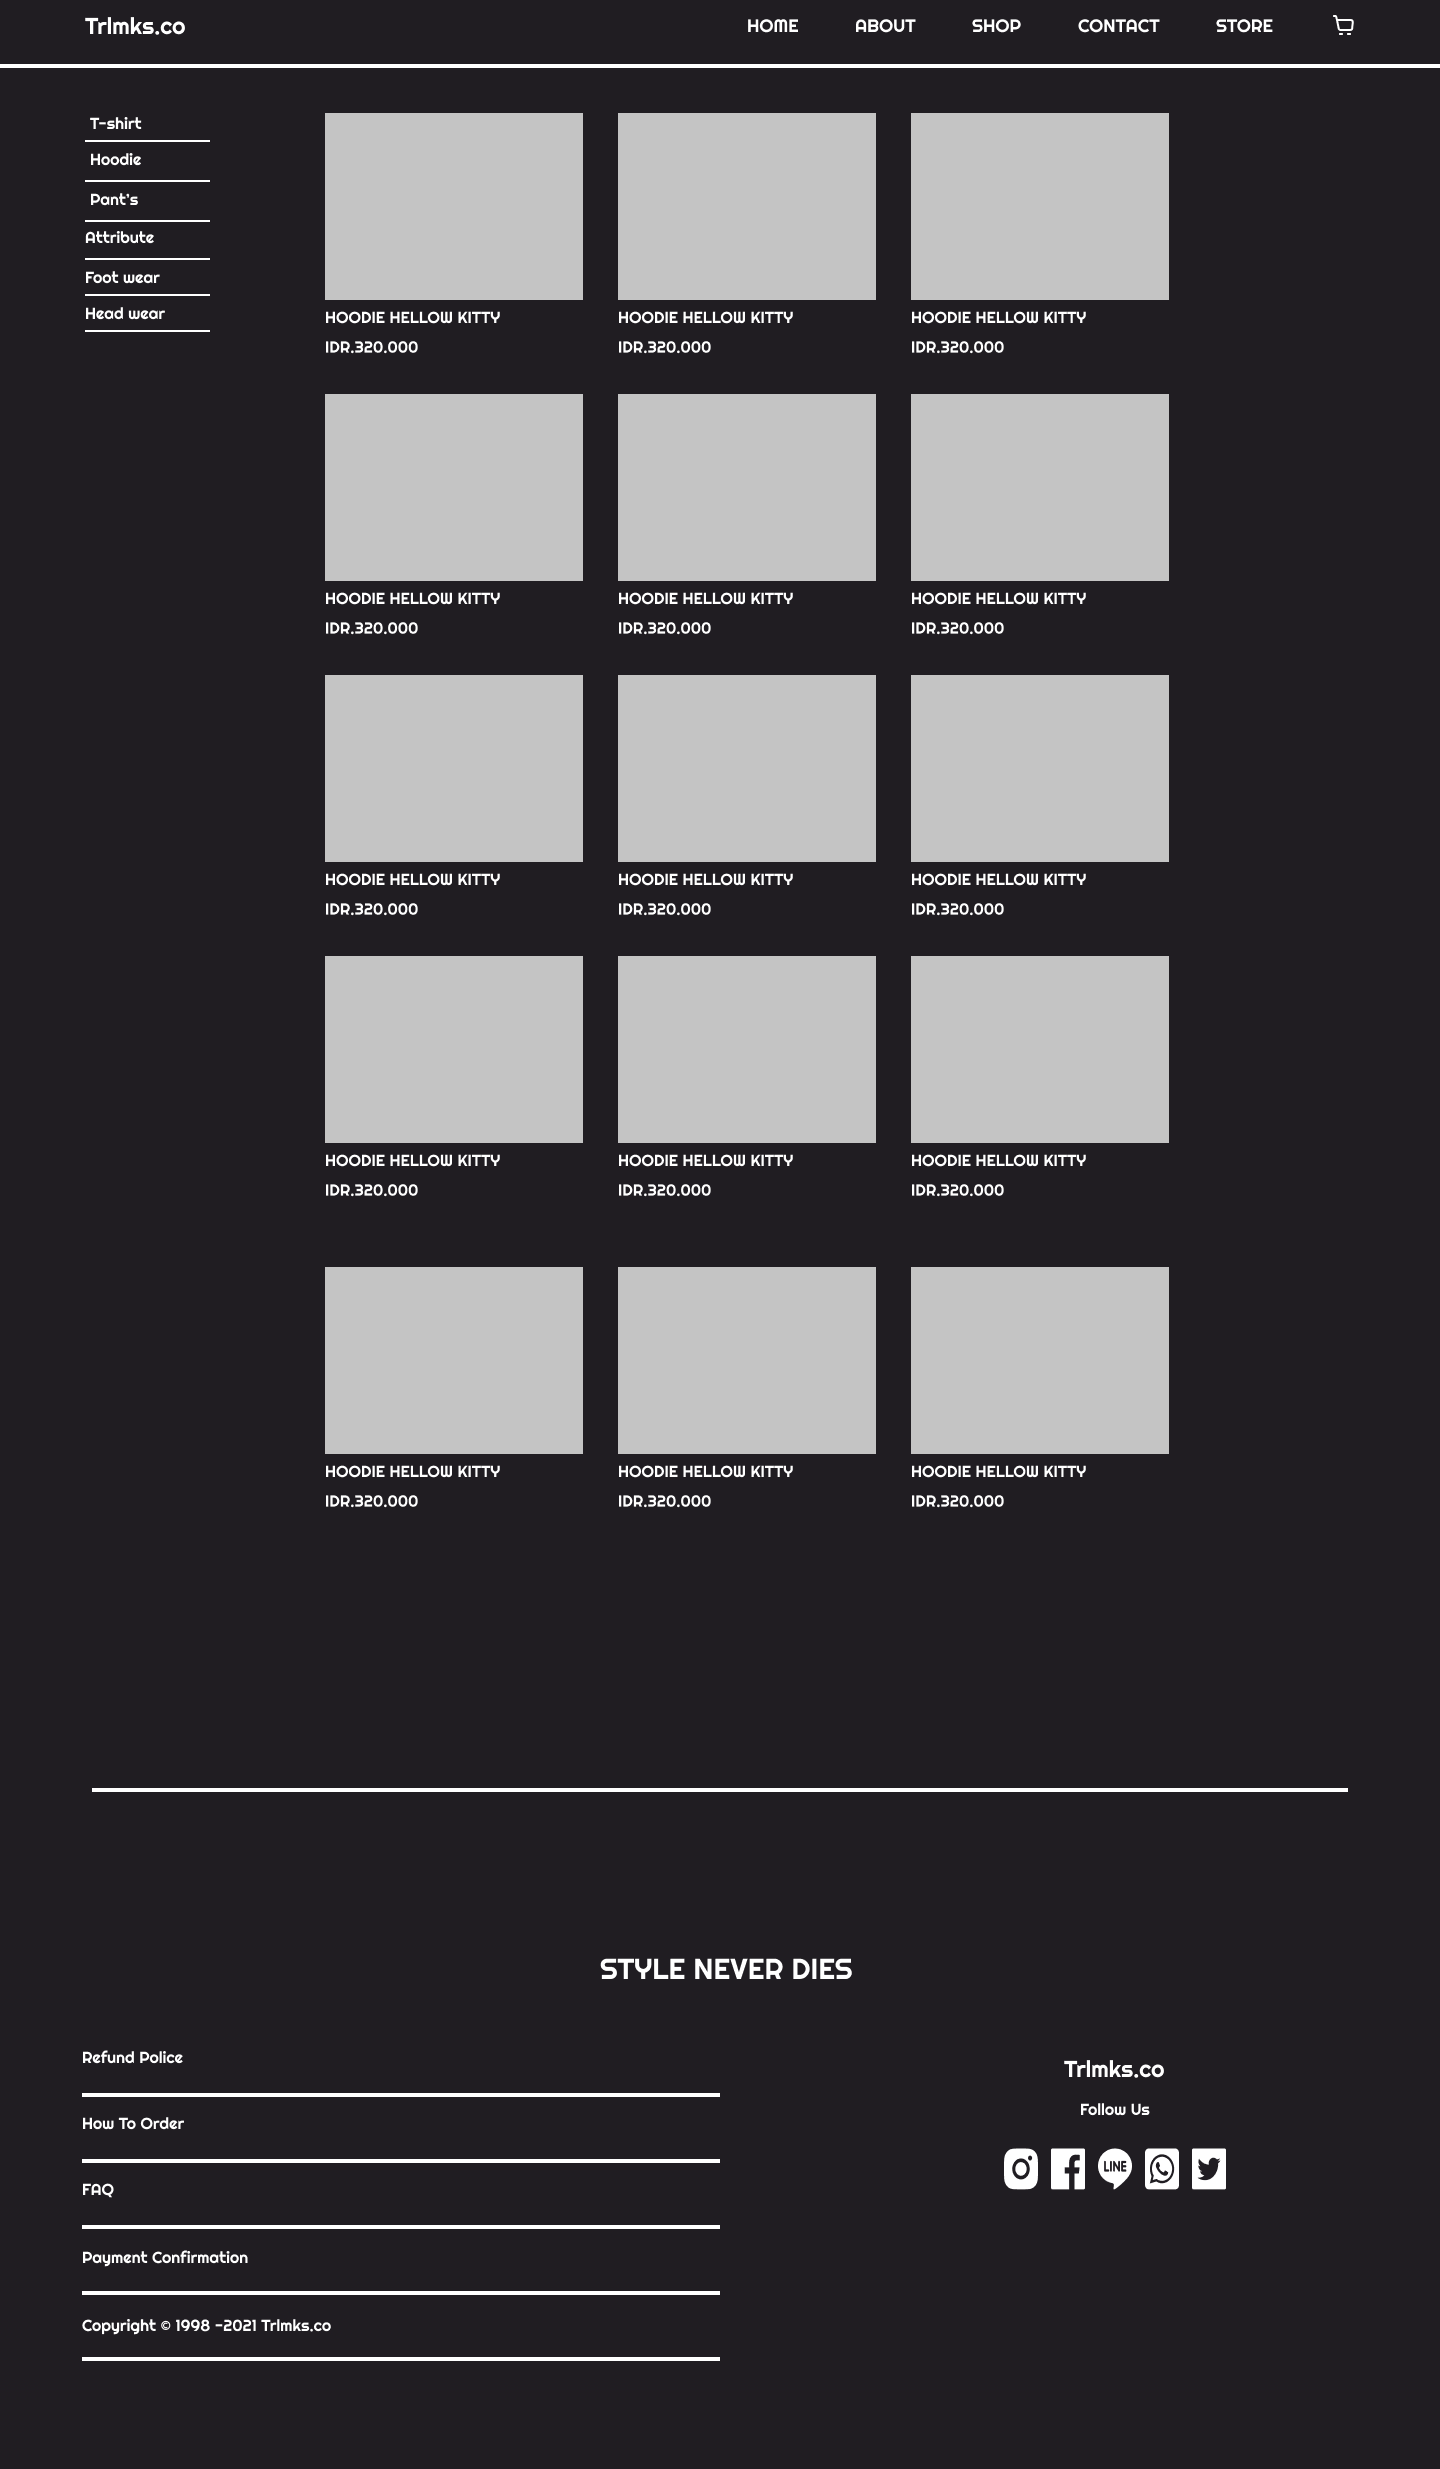 Trlmks.co
HOME ABOUT SHOP CONTACT STORE
T-shirt
Hoodie
Pant's
Attribute
Foot wear
Head wear
HOODIE HELLOW KITTY HOODIE HELLOW KITTY HOODIE HELLOW KITTY
IDR.320.000 IDR.320.000 IDR.320.000
HOODIE HELLOW KITTY HOODIE HELLOW KITTY HOODIE HELLOW KITTY
IDR.320.000 IDR.320.000 IDR.320.000
HOODIE HELLOW KITTY HOODIE HELLOW KITTY HOODIE HELLOW KITTY
IDR.320.000 IDR.320.000 IDR.320.000
HOODIE HELLOW KITTY HOODIE HELLOW KITTY HOODIE HELLOW KITTY
IDR.320.000 IDR.320.000 IDR.320.000
HOODIE HELLOW KITTY HOODIE HELLOW KITTY HOODIE HELLOW KITTY
IDR.320.000 IDR.320.000 IDR.320.000
STYLE NEVER DIES
Refund Police
How To Order
FAQ
Payment Confirmation
Copyright © 1998 -2021 Trlmks.co
Trlmks.co
Follow Us
LINE